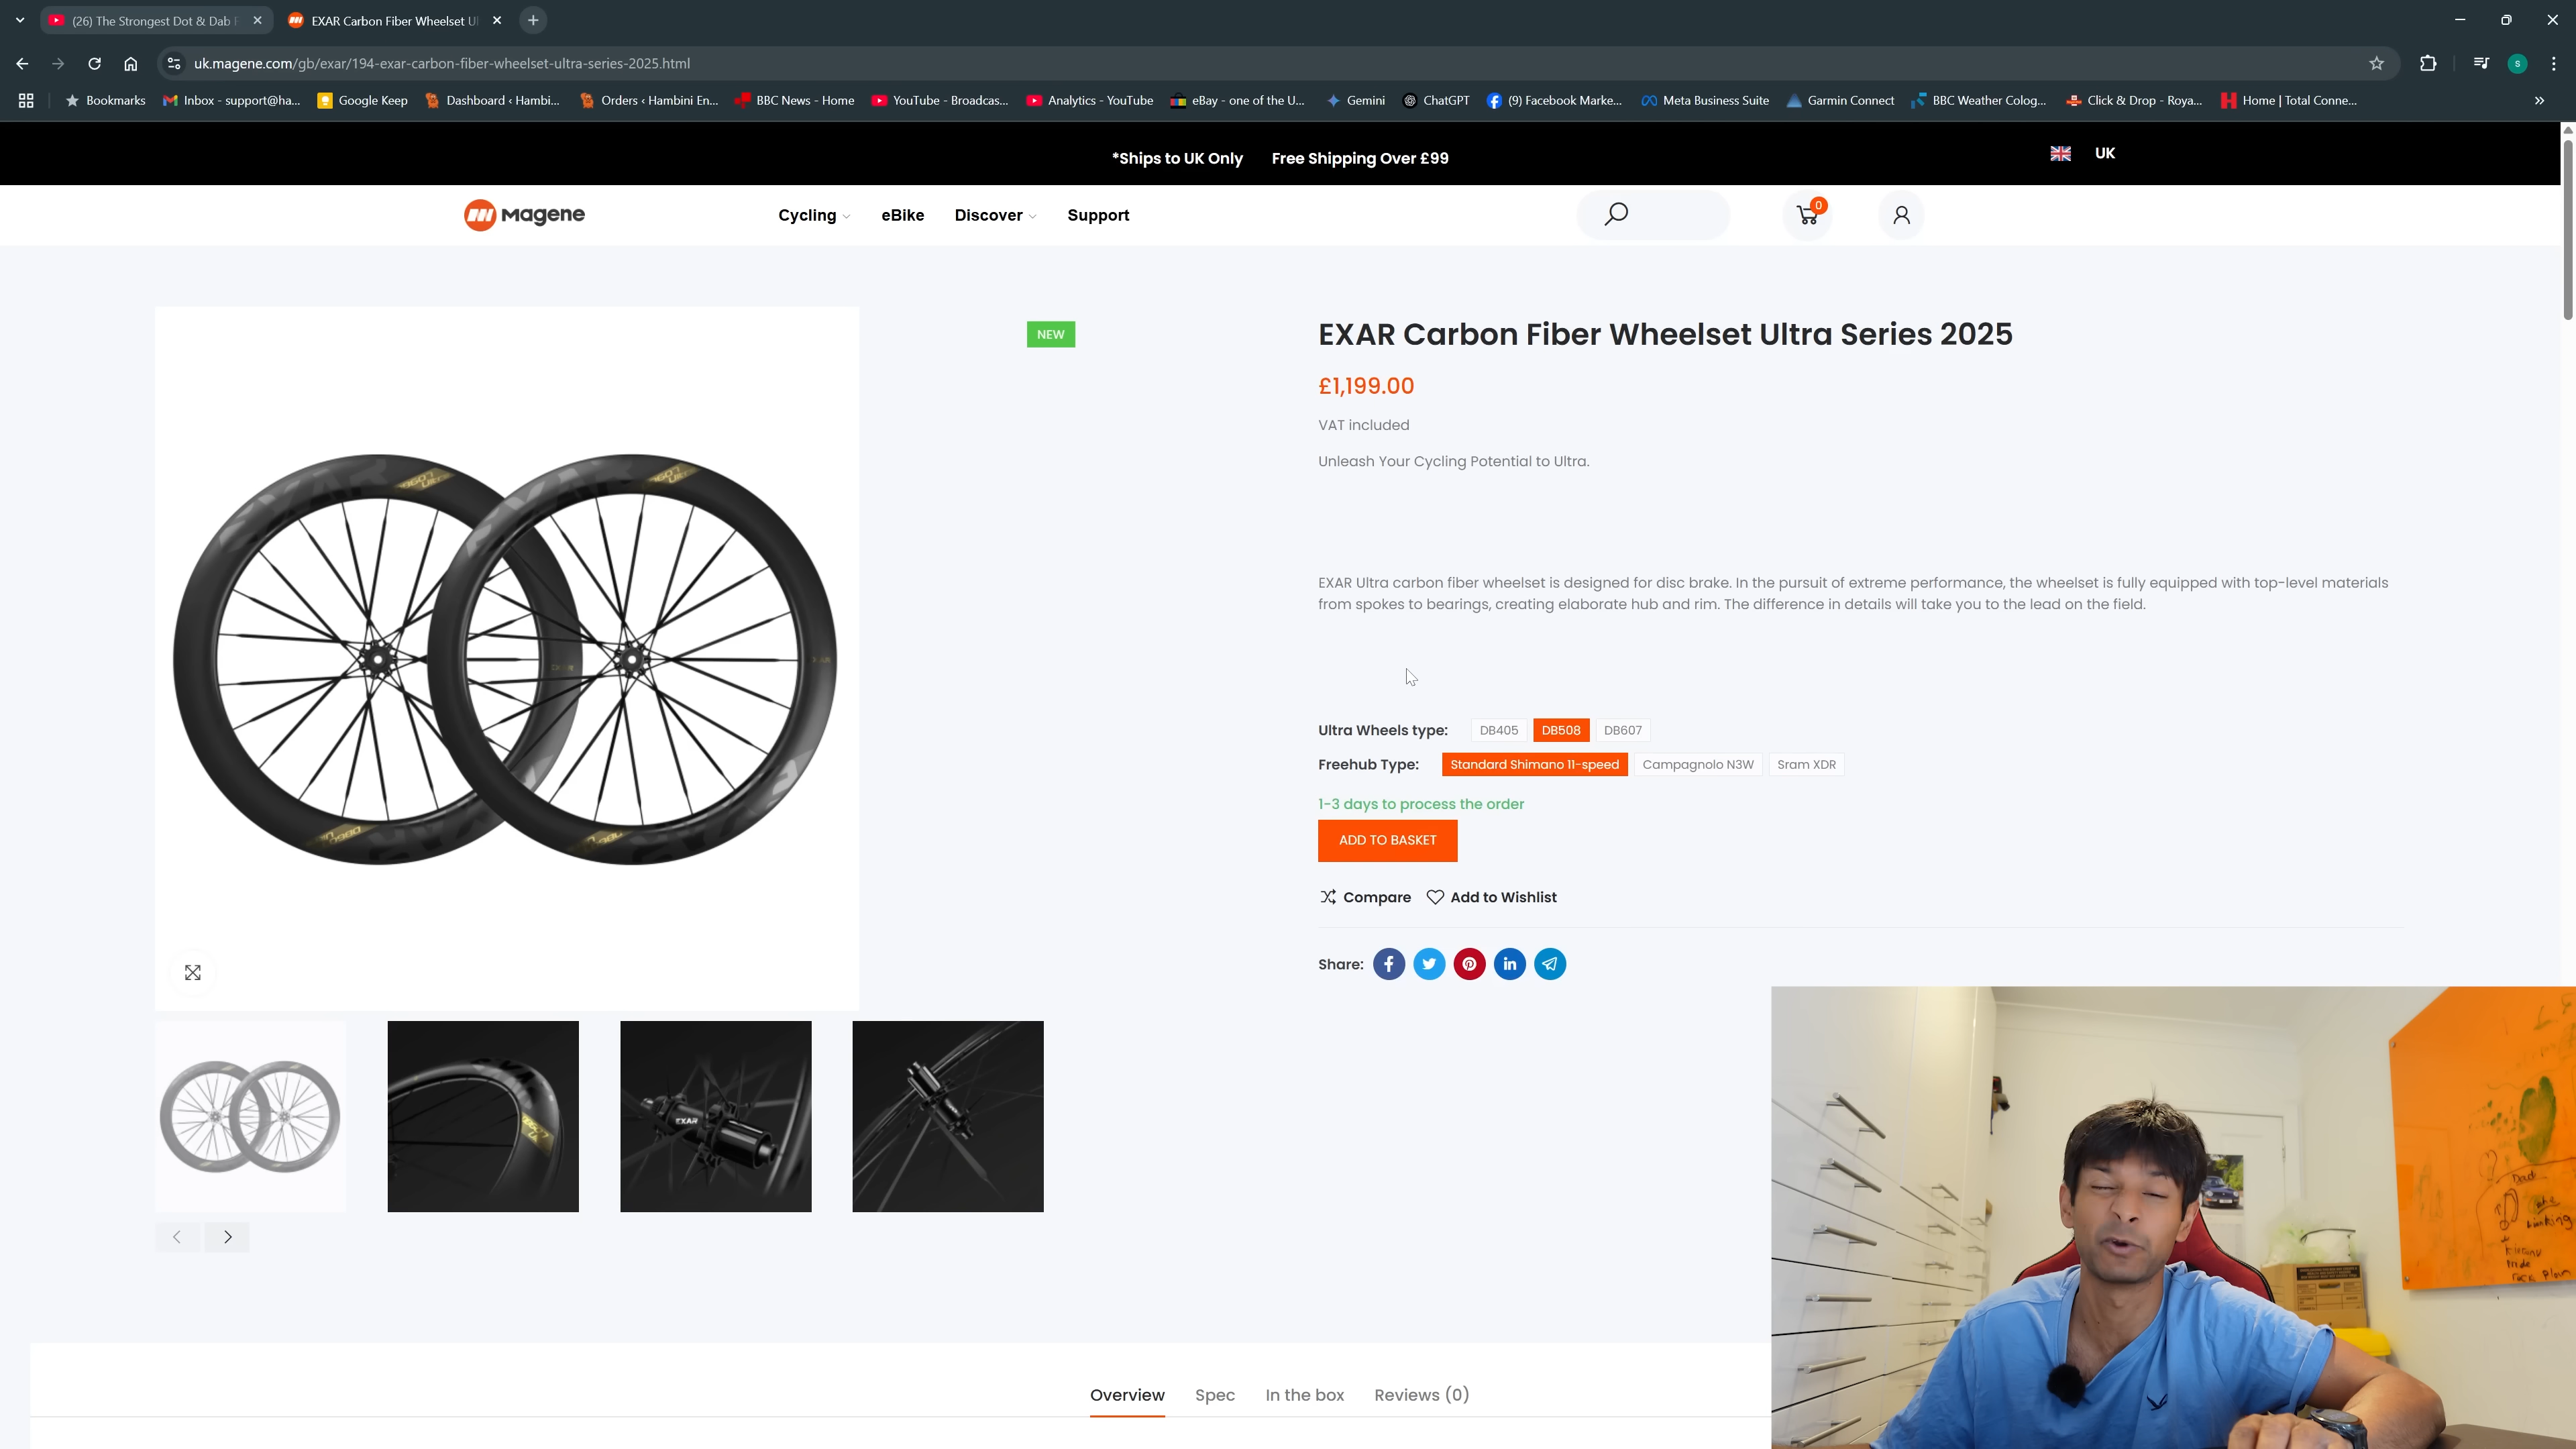 (26) The Strongest Dot & Dab F
EXAR Carbon Fiber Wheelset Ul
uk.magene.com/gb/exar/194-exar-carbon-fiber-wheelset-ultra-series-2025.html
s
Bookmarks
Inbox - support@ha...
Google Keep
Dashboard ‹ Hambi...
Orders ‹ Hambini En...
BBC News - Home
YouTube - Broadcas...
Analytics - YouTube
eBay - one of the U...
Gemini
ChatGPT
(9) Facebook Marke...
Meta Business Suite
Garmin Connect
BBC Weather Colog...
Click & Drop - Roya...
Home | Total Conne...
*Ships to UK Only
Free Shipping Over £99
UK
magene
Cycling
eBike
Discover
Support
0
NEW
EXAR Carbon Fiber Wheelset Ultra Series 2025
£1,199.00
VAT included
Unleash Your Cycling Potential to Ultra.
EXAR Ultra carbon fiber wheelset is designed for disc brake. In the pursuit of extreme performance, the wheelset is fully equipped with top-level materials
from spokes to bearings, creating elaborate hub and rim. The difference in details will take you to the lead on the field.
Ultra Wheels type:
DB405
DB508
DB607
Freehub Type:
Standard Shimano 11-speed
Campagnolo N3W
Sram XDR
1-3 days to process the order
ADD TO BASKET
Compare
Add to Wishlist
Share:
EXAR
Dad
Overview
Spec
In the box
Reviews (0)